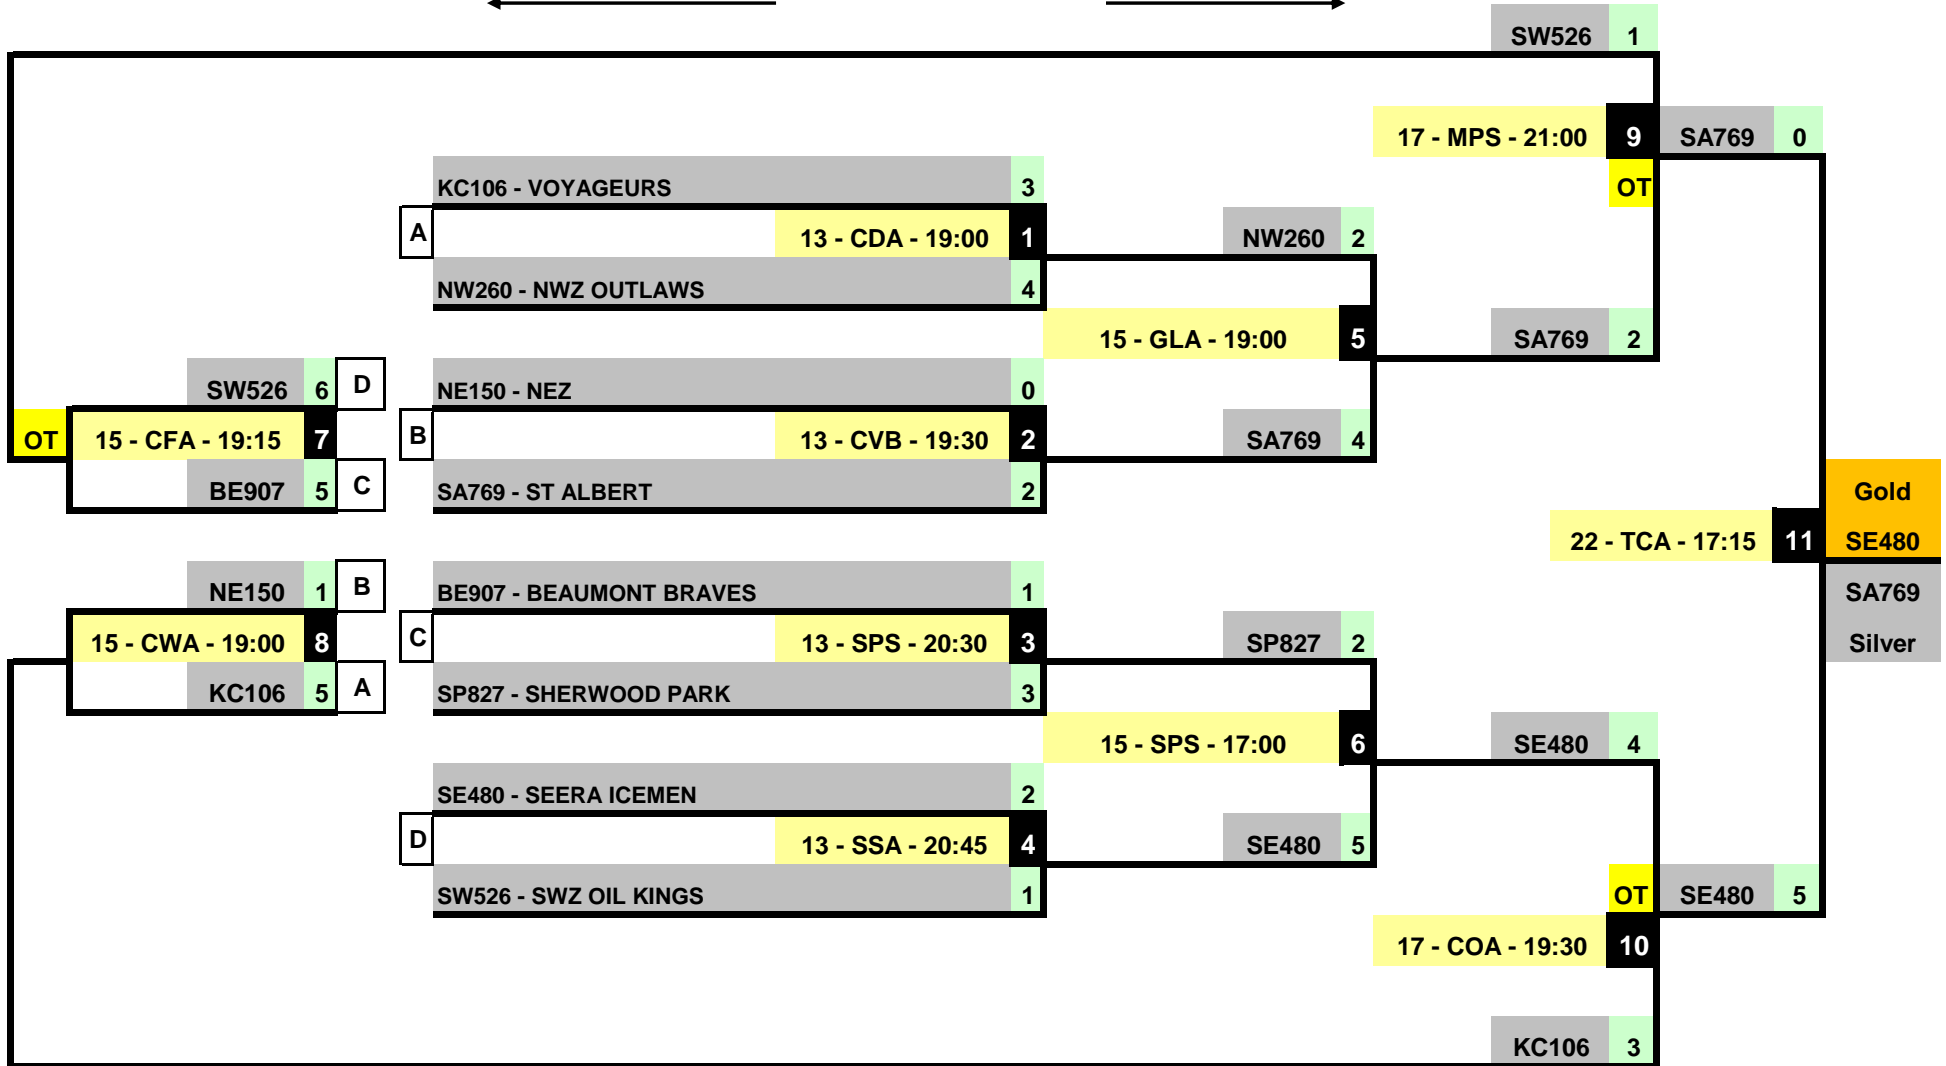 SW526 1
17 - MPS - 21:00 9 SA769 0
KC106 - VOYAGEURS 3 OT
A 13 - CDA - 19:00 1 NW260 2
NW260 - NWZ OUTLAWS 4
15 - GLA - 19:00 5 SA769 2
SW526 6 D NE150 - NEZ 0
OT 15 - CFA - 19:15 7 B 13 - CVB - 19:30 2 SA769 4
BE907 5 C SA769 - ST ALBERT 2 Gold
22 - TCA - 17:15 11 SE480
NE150 1 B BE907 - BEAUMONT BRAVES 1 SA769
15 - CWA - 19:00 8 C 13 - SPS - 20:30 3 SP827 2 Silver
KC106 5 A SP827 - SHERWOOD PARK 3
15 - SPS - 17:00 6 SE480 4
SE480 - SEERA ICEMEN 2
D 13 - SSA - 20:45 4 SE480 5
SW526 - SWZ OIL KINGS 1 OT SE480 5
17 - COA - 19:30 10
KC106 3